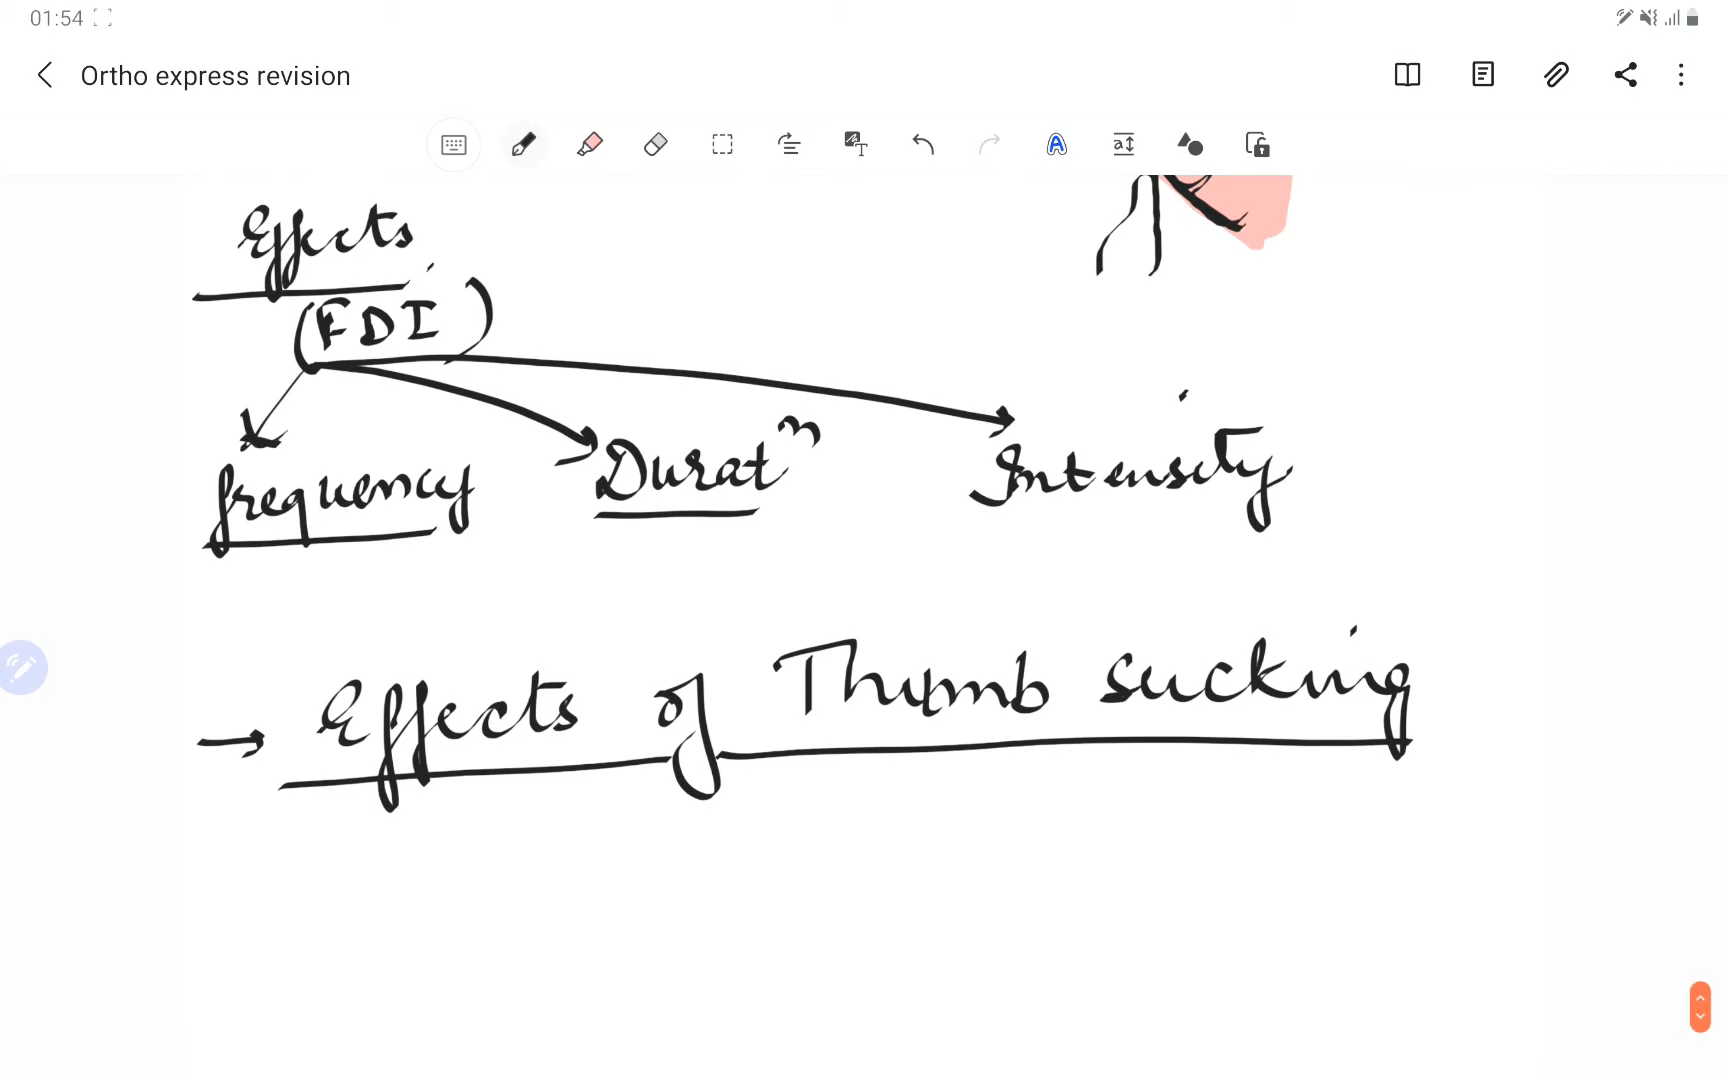 01:54
Ortho express revision
Effects
(FDI)
frequency Duratⁿ Intensity
→ Effects of Thumb sucking